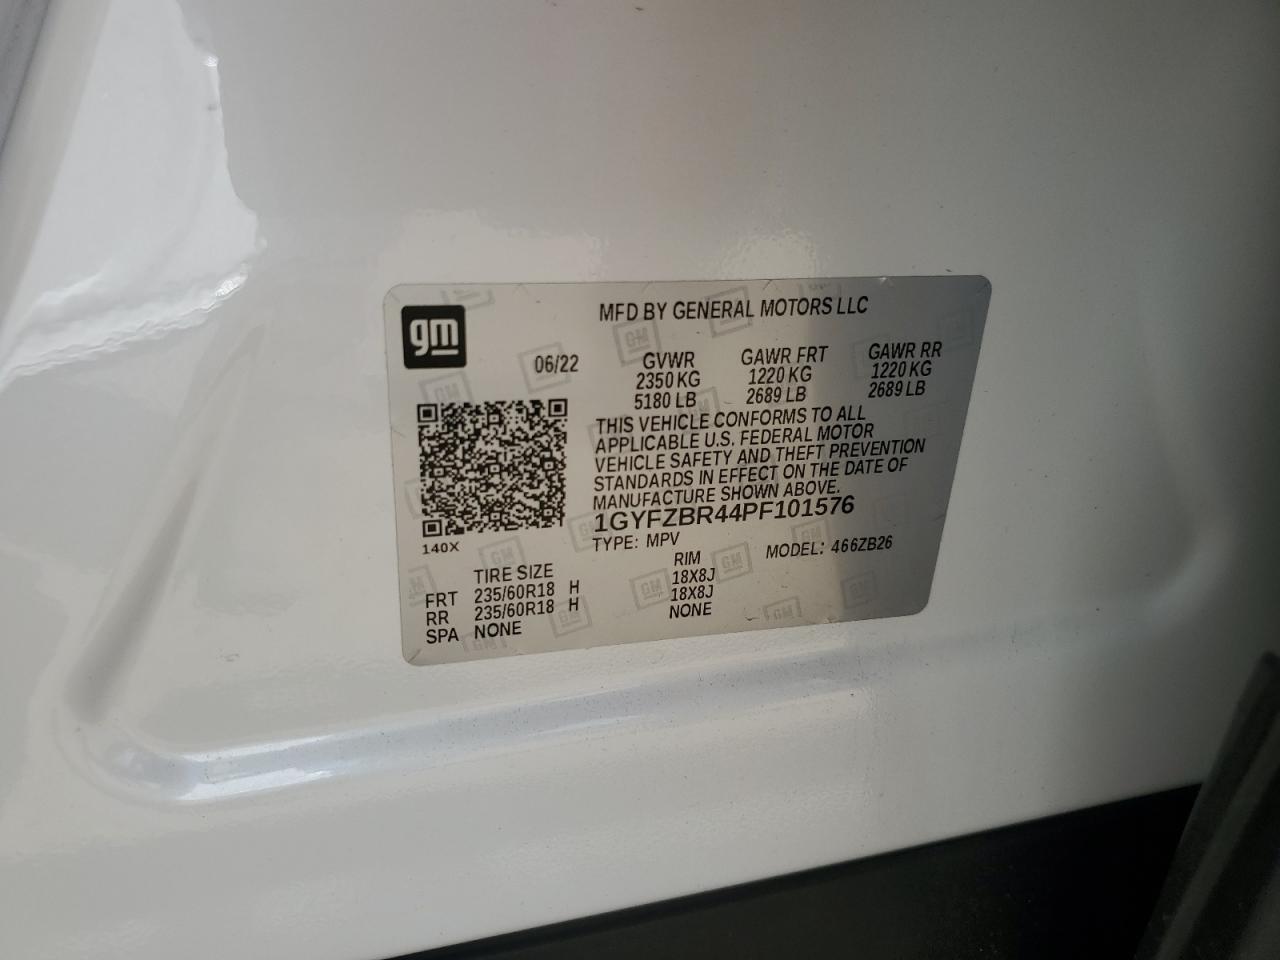 gm
MFD BY GENERAL MOTORS LLC
06/22
GVWR GAWR FRT GAWR RR
2350 KG 1220 KG 1220 KG
5180 LB 2689 LB 2689 LB
THIS VEHICLE CONFORMS TO ALL
APPLICABLE U.S. FEDERAL MOTOR
VEHICLE SAFETY AND THEFT PREVENTION
STANDARDS IN EFFECT ON THE DATE OF
MANUFACTURE SHOWN ABOVE.
1GYFZBR44PF101576
140X
TYPE: MPV MODEL: 466ZB26
TIRE SIZE RIM
FRT 235/60R18 H 18X8J
RR 235/60R18 H 18X8J
SPA NONE NONE